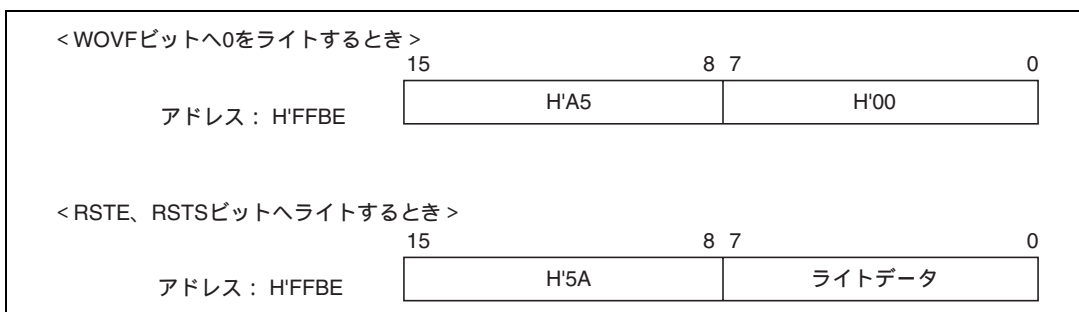 ＜WOVFビットへ0をライトするとき＞
15 8 7 0
アドレス： H'FFBE H'A5 H'00
＜RSTE、RSTSビットへライトするとき＞
15 8 7 0
アドレス： H'FFBE H'5A ライトデータ